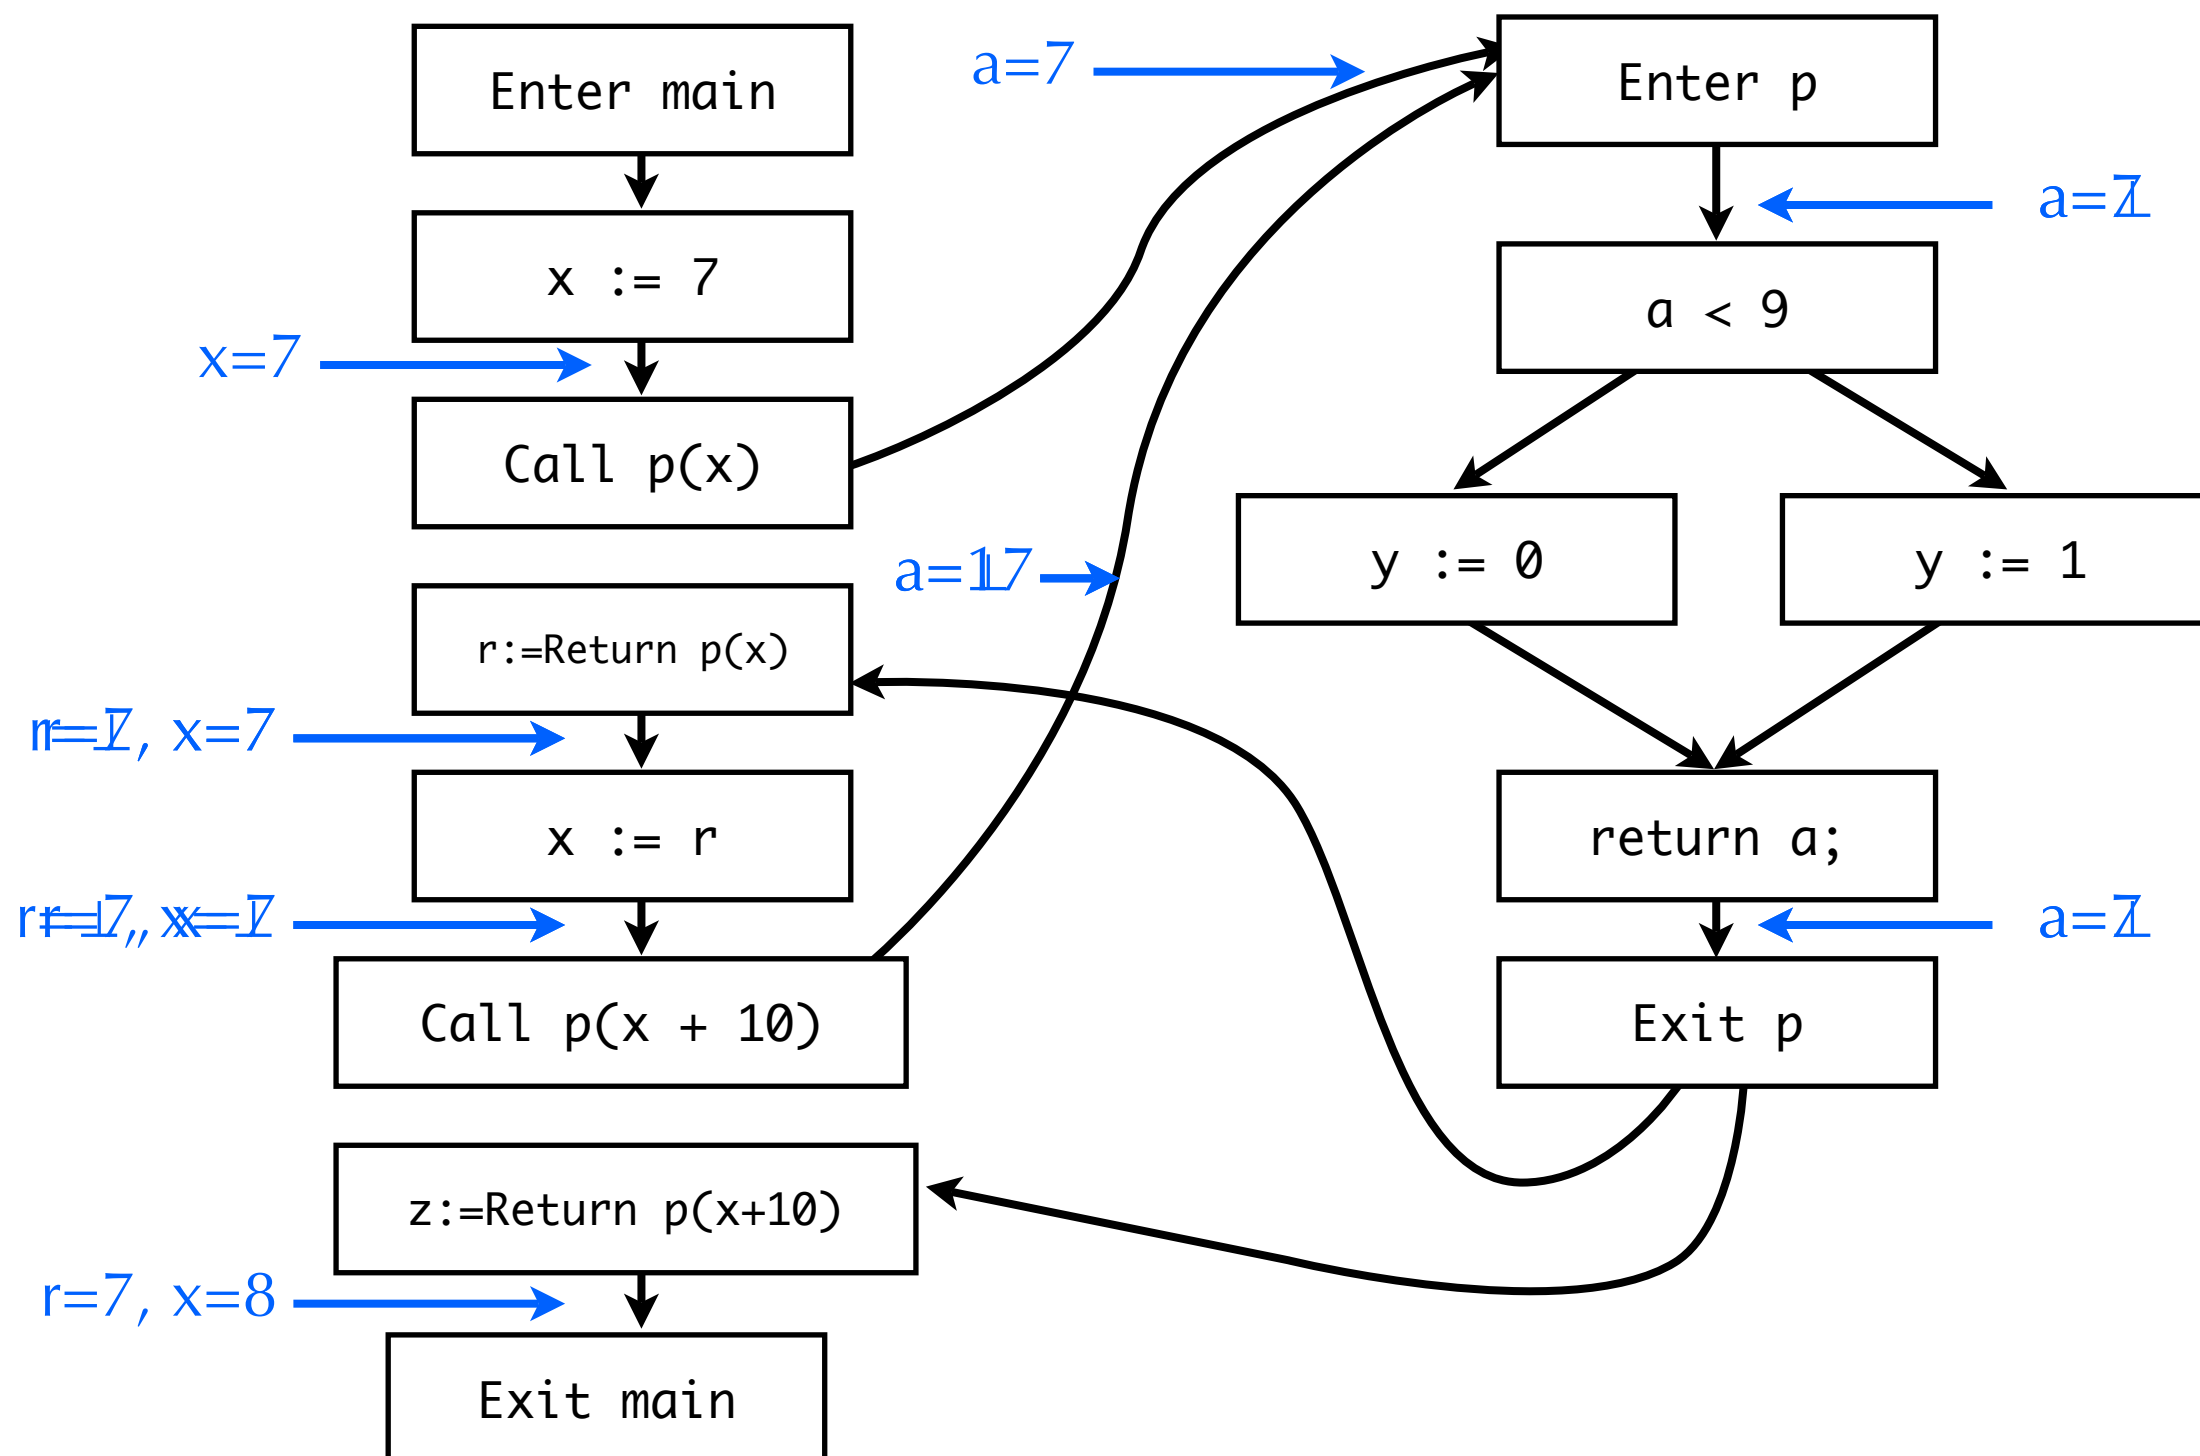 Enter main
x := 7
x=7
Call p(x)
r:=Return p(x)
x=7
x := r
Call p(x + 10)
z:=Return p(x+10)
r=7, x=8
Exit main
a=7
Enter p
a < 9
y := 0
y := 1
return a;
Exit p